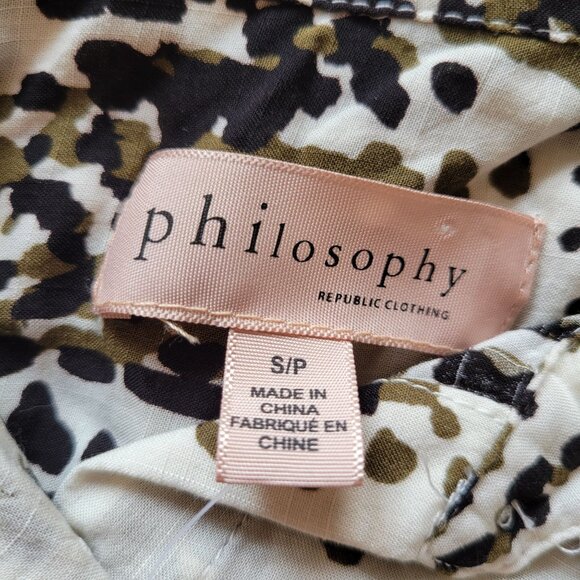 philosophy
REPUBLIC CLOTHING
S/P
MADE IN
CHINA
FABRIQUÉ EN
CHINE